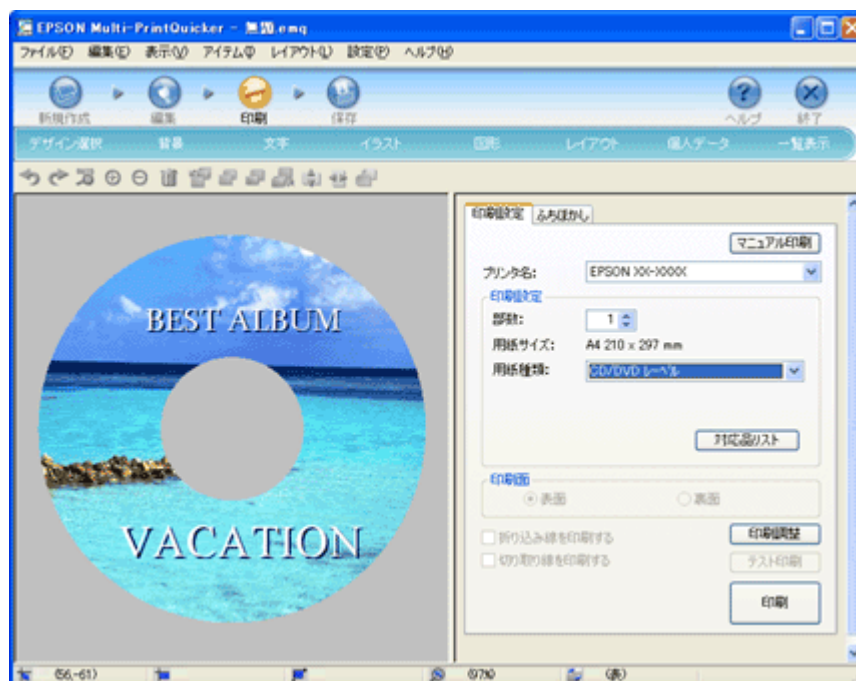 EPSON Multi-PrintQuicker - 無題.emq
ファイル(F) 編集(E) 表示(V) アイテム(I) レイアウト(L) 設定(P) ヘルプ(H)
新規作成 編集 印刷 保存 ヘルプ 終了
デザイン選択 背景 文字 イラスト 図形 レイアウト 個人データ 一覧表示
印刷設定 ふちぼかし
マニュアル印刷
プリンタ名: EPSON XX-XXXX
印刷設定
部数: 1
用紙サイズ: A4 210 x 297 mm
用紙種類: CD/DVD レーベル
対応品リスト
印刷面
表面 裏面
折り込み線を印刷する 印刷調整
切り取り線を印刷する テスト印刷
印刷
BEST ALBUM
VACATION
(56,-61) (97%) (表)